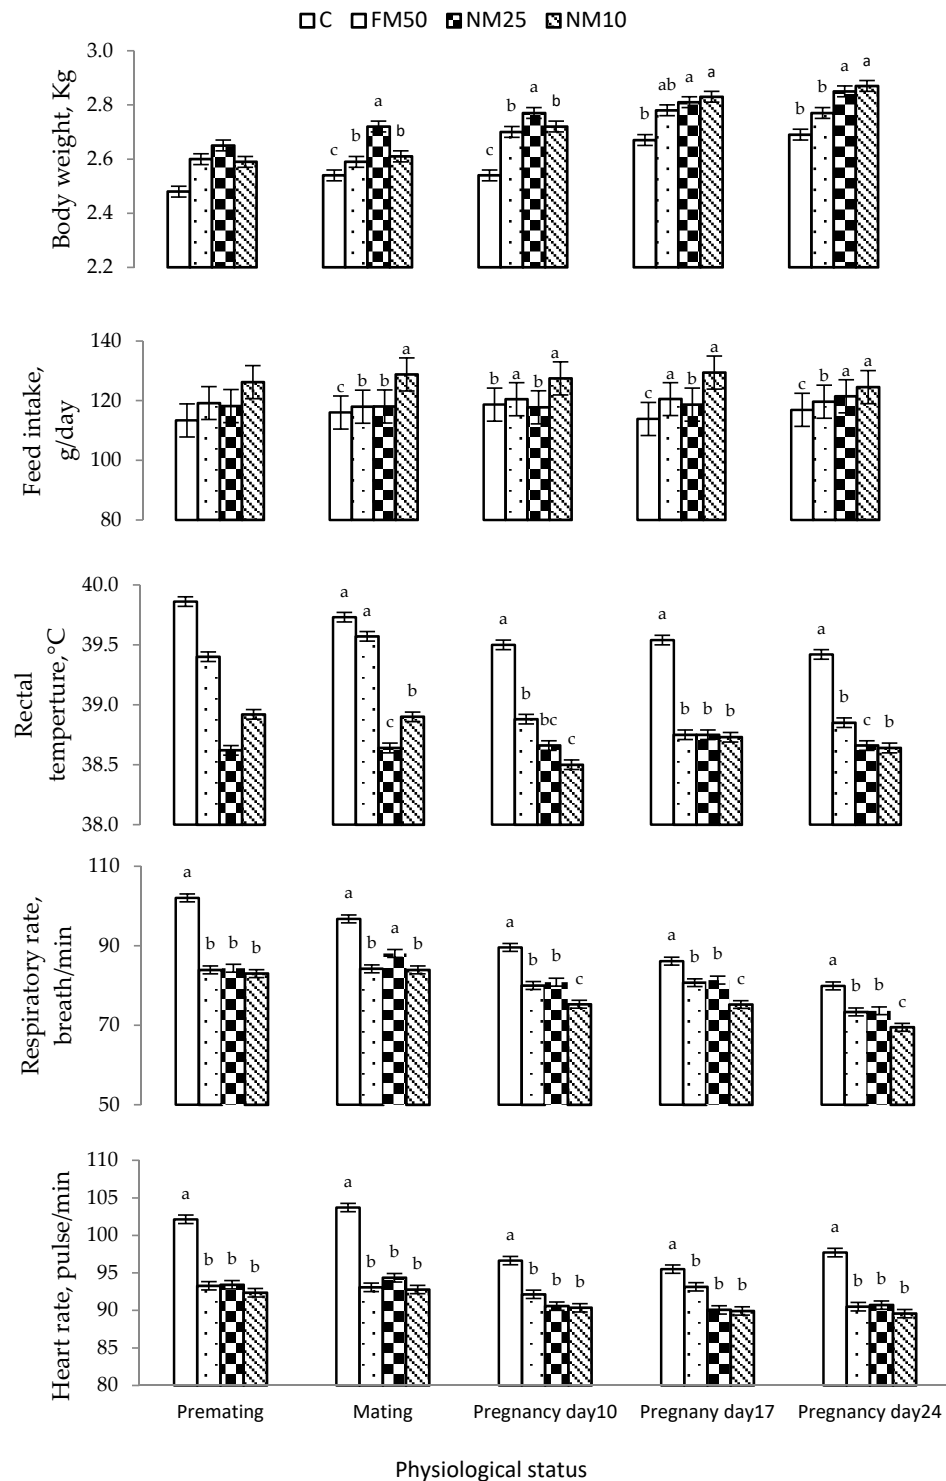 C FM50 NM25 NM10
Body weight, Kg
3.0
2.8
2.6
2.4
2.2
c b a b
c b a b
b ab a a
b b a a
Feed intake,
g/day
140
120
100
80
c b b a
b a b a
c a b a
c b a a
Rectal
temperture,°C
40.0
39.5
39.0
38.5
38.0
a a c b
a b bc c
a b b b
a b c b
Respiratory rate,
breath/min
110
90
70
50
a b b b
a b a b
a b b c
a b b c
a b b c
Heart rate, pulse/min
110
105
100
95
90
85
80
a b b b
a b b b
a b b b
a b b b
a b b b
Premating Mating Pregnancy day10 Pregnany day17 Pregnancy day24
Physiological status